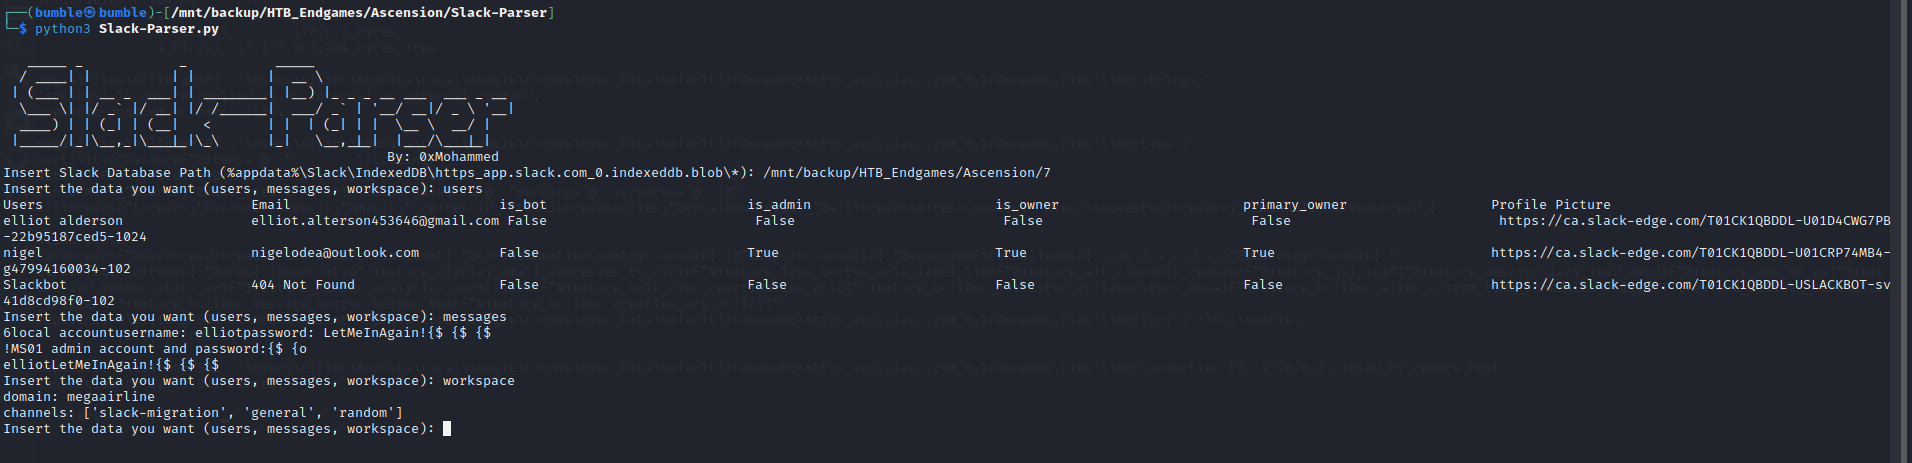 ┌──(bumble㉿bumble)-[/mnt/backup/HTB_Endgames/Ascension/Slack-Parser]
└─$ python3 Slack-Parser.py
Slack-Parser
By: 0xMohammed
Insert Slack Database Path (%appdata%\Slack\IndexedDB\https_app.slack.com_0.indexeddb.blob\*): /mnt/backup/HTB_Endgames/Ascension/7
Insert the data you want (users, messages, workspace): users
Users Email is_bot is_admin is_owner primary_owner Profile Picture
elliot alderson elliot.alterson453646@gmail.com False False False False https://ca.slack-edge.com/T01CK1QBDDL-U01D4CWG7PB
-22b95187ced5-1024
nigel nigelodea@outlook.com False True True True https://ca.slack-edge.com/T01CK1QBDDL-U01CRP74MB4-
g47994160034-102
Slackbot 404 Not Found False False False False https://ca.slack-edge.com/T01CK1QBDDL-USLACKBOT-sv
41d8cd98f0-102
Insert the data you want (users, messages, workspace): messages
6local accountusername: elliotpassword: LetMeInAgain!{$ {$ {$
!MS01 admin account and password:{$ {o
elliotLetMeInAgain!{$ {$ {$
Insert the data you want (users, messages, workspace): workspace
domain: megaairline
channels: ['slack-migration', 'general', 'random']
Insert the data you want (users, messages, workspace):